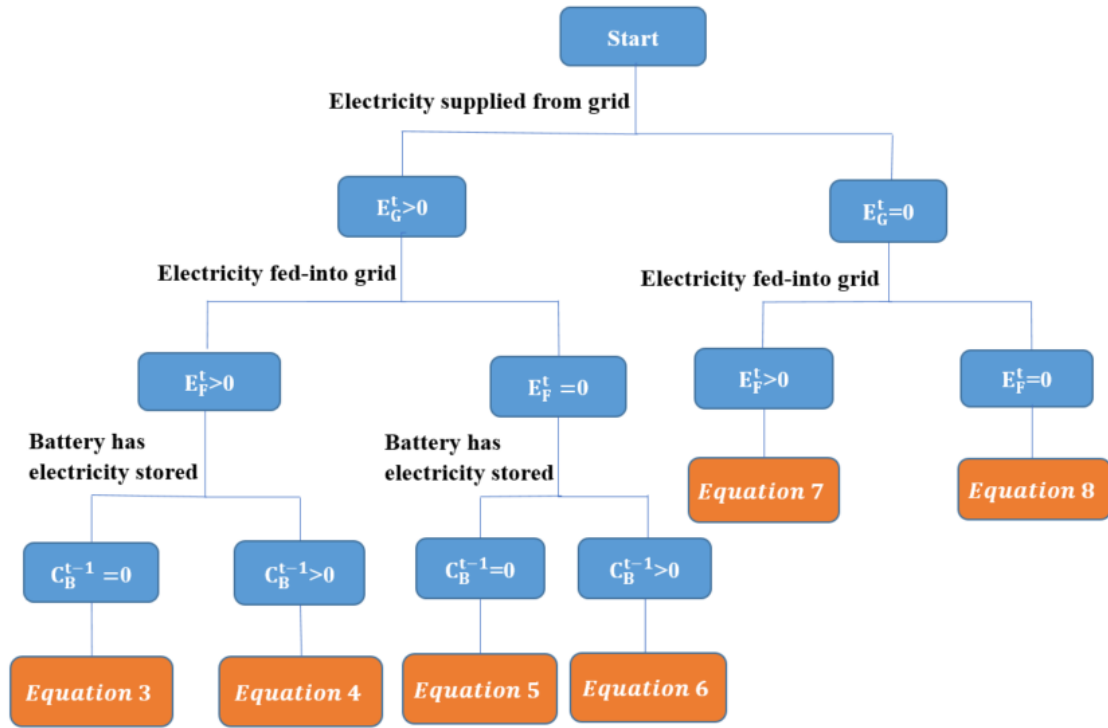 Start
Electricity supplied from grid
E_G^t>0
E_G^t=0
Electricity fed-into grid
Electricity fed-into grid
E_F^t>0
E_F^t =0
E_F^t>0
E_F^t=0
Battery has
electricity stored
Battery has
electricity stored
Equation 7
Equation 8
C_B^{t-1} =0
C_B^{t-1}>0
C_B^{t-1}=0
C_B^{t-1}>0
Equation 3
Equation 4
Equation 5
Equation 6